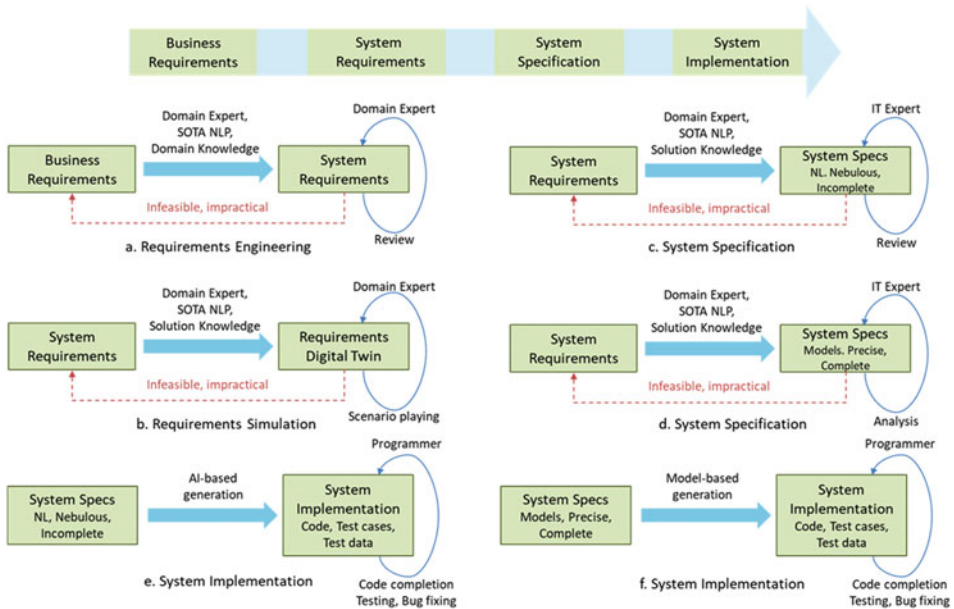 Business
Requirements
System
Requirements
System
Specification
System
Implementation
Domain Expert,
SOTA NLP,
Domain Knowledge
Domain Expert
Business
Requirements
System
Requirements
Infeasible, impractical
Review
a. Requirements Engineering
Domain Expert,
SOTA NLP,
Solution Knowledge
IT Expert
System
Requirements
System Specs
NL. Nebulous,
Incomplete
Infeasible, impractical
Review
c. System Specification
Domain Expert,
SOTA NLP,
Solution Knowledge
Domain Expert
System
Requirements
Requirements
Digital Twin
Infeasible, impractical
Scenario playing
b. Requirements Simulation
Domain Expert,
SOTA NLP,
Solution Knowledge
IT Expert
System
Requirements
System Specs
Models. Precise,
Complete
Infeasible, impractical
Analysis
d. System Specification
Programmer
AI-based
generation
System Specs
NL, Nebulous,
Incomplete
System
Implementation
Code, Test cases,
Test data
Code completion
Testing, Bug fixing
e. System Implementation
Programmer
Model-based
generation
System Specs
Models, Precise,
Complete
System
Implementation
Code, Test cases,
Test data
Code completion
Testing, Bug fixing
f. System Implementation